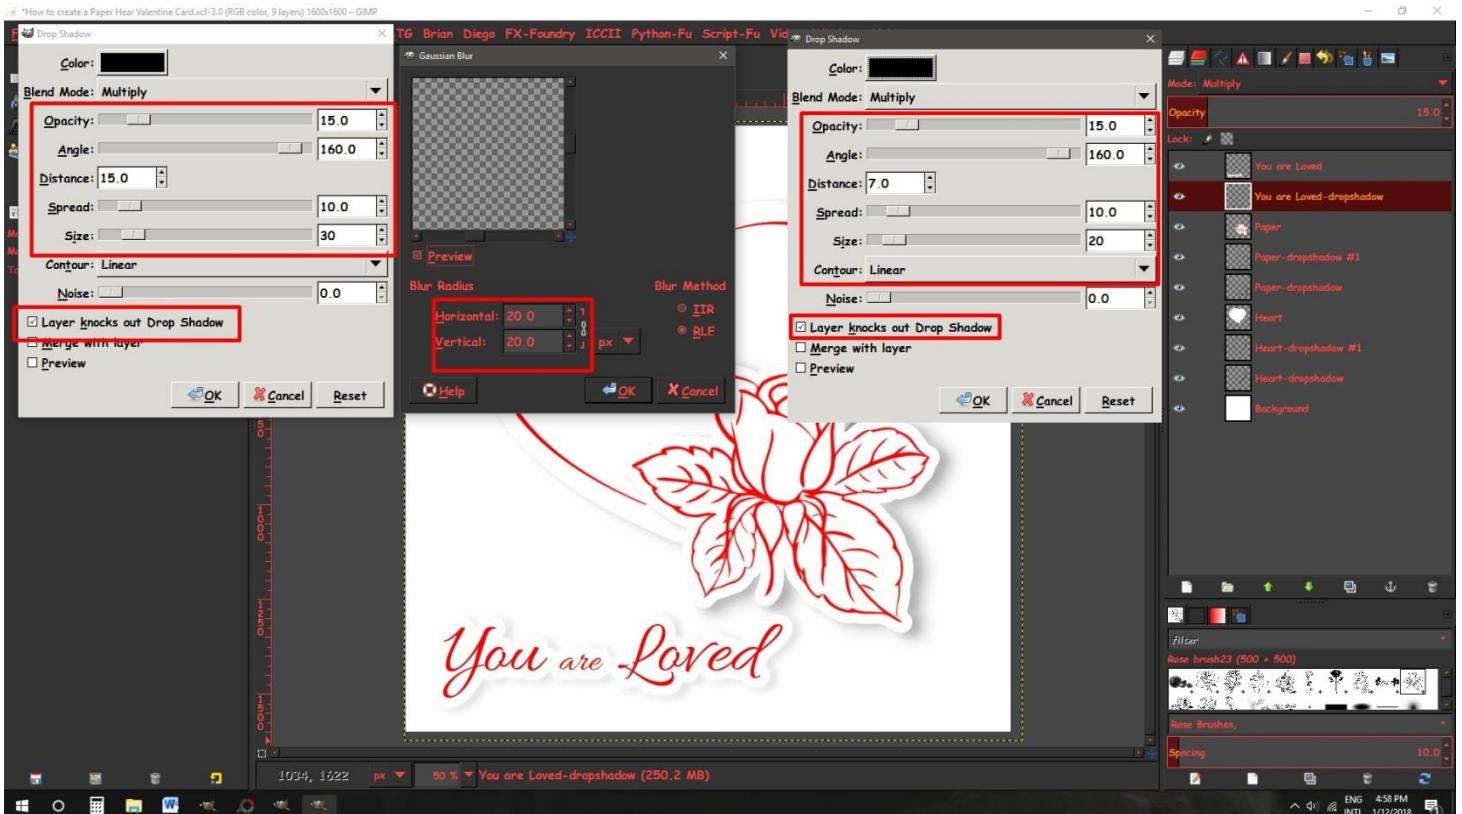 *How to create a Paper Hear Valentine Card.xcf-3.0 (RGB color, 9 layers) 1600x1600 – GIMP
TG Brian Diego FX-Foundry ICCII Python-Fu Script-Fu Vid
Drop Shadow
Color:
Blend Mode: Multiply
Opacity: 15.0
Angle: 160.0
Distance: 15.0
Spread: 10.0
Size: 30
Contour: Linear
Noise: 0.0
Layer knocks out Drop Shadow
Merge with layer
Preview
OK Cancel Reset
Gaussian Blur
Preview
Blur Radius
Horizontal: 20.0
Vertical: 20.0
px
Blur Method
IIR
RLE
Help OK Cancel
Drop Shadow
Color:
Blend Mode: Multiply
Opacity: 15.0
Angle: 160.0
Distance: 7.0
Spread: 10.0
Size: 20
Contour: Linear
Noise: 0.0
Layer knocks out Drop Shadow
Merge with layer
Preview
OK Cancel Reset
Mode: Multiply
Opacity 15.0
Lock:
You are Loved
You are Loved-dropshadow
Paper
Paper-dropshadow #1
Paper-dropshadow
Heart
Heart-dropshadow #1
Heart-dropshadow
Background
filter
Rose brush23 (500 × 500)
Rose Brushes,
Spacing 10.0
1000
1250
1500
You are Loved
1034, 1622 px 50 % You are Loved-dropshadow (250.2 MB)
ENG 4:58 PM
INTL 1/12/2018